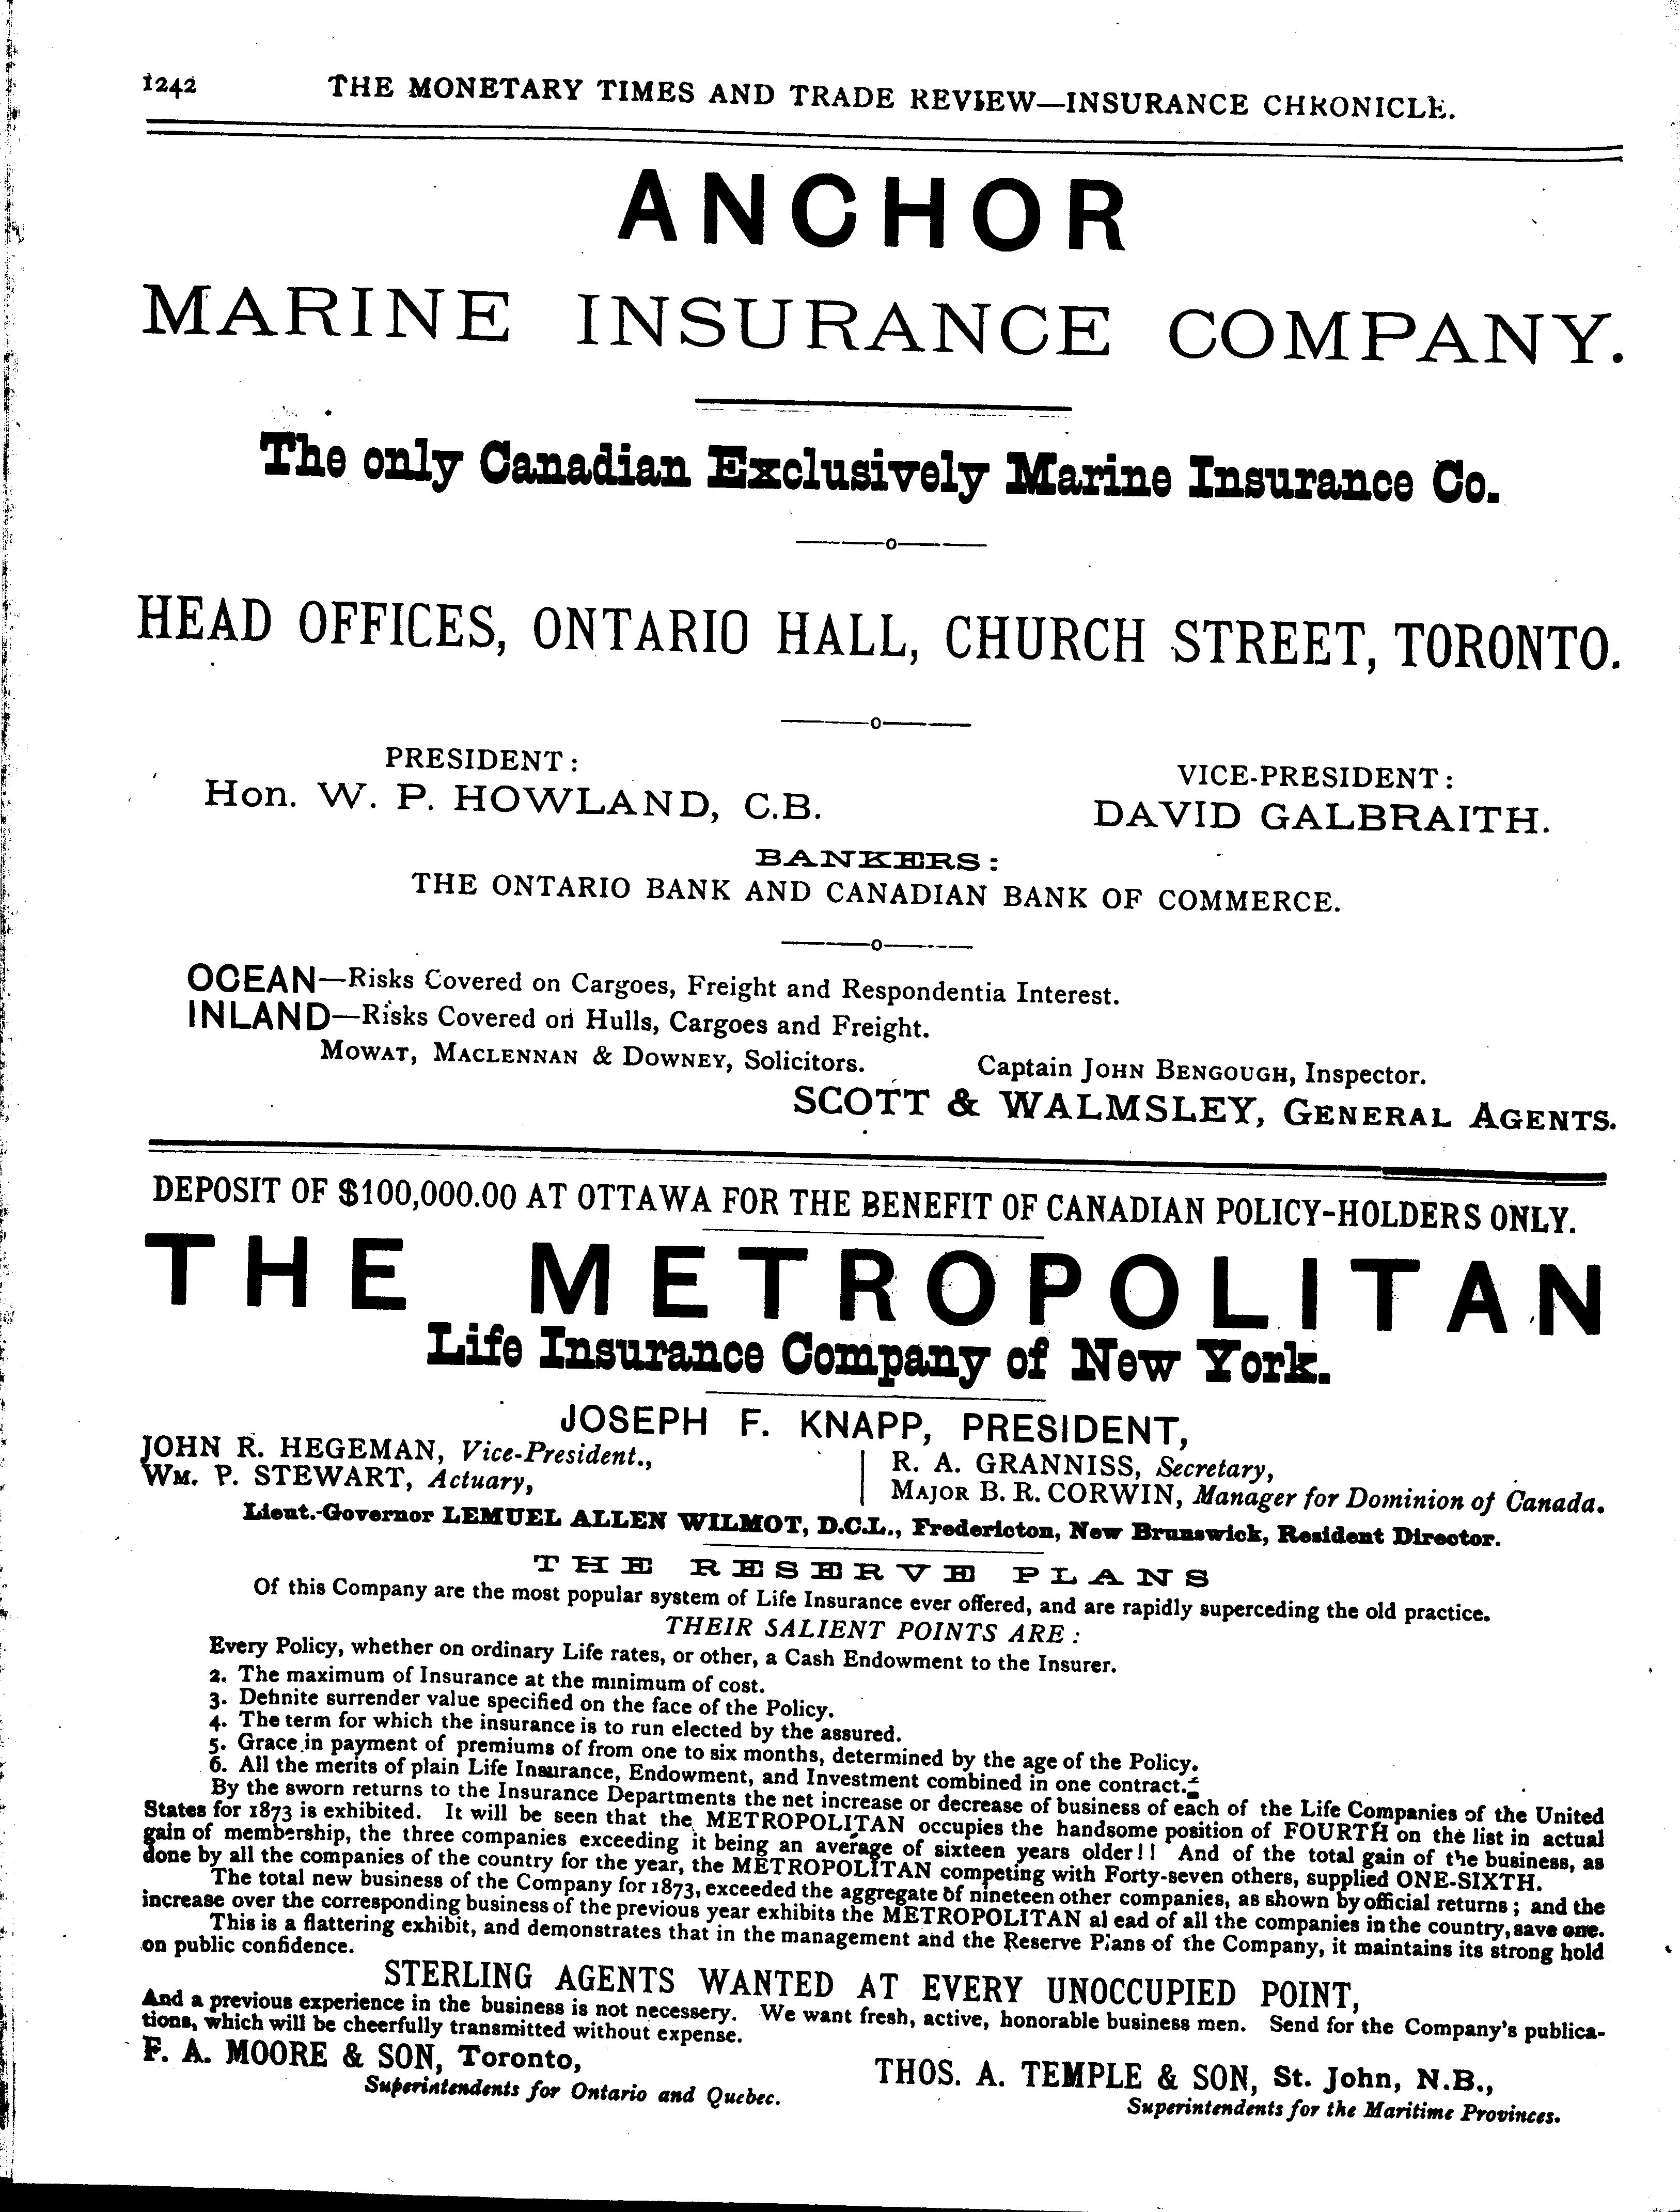 1242 THE MONETARY TIMES AND TRADE REVIEW—INSURANCE CHRONICLE.
ANCHOR
MARINE INSURANCE COMPANY.
The only Canadian Exclusively Marine Insurance Co.
HEAD OFFICES, ONTARIO HALL, CHURCH STREET, TORONTO.
PRESIDENT:
Hon. W. P. HOWLAND, C.B.
VICE-PRESIDENT:
DAVID GALBRAITH.
BANKERS:
THE ONTARIO BANK AND CANADIAN BANK OF COMMERCE.
OCEAN—Risks Covered on Cargoes, Freight and Respondentia Interest.
INLAND—Risks Covered on Hulls, Cargoes and Freight.
MOWAT, MACLENNAN & DOWNEY, Solicitors. Captain JOHN BENGOUGH, Inspector.
SCOTT & WALMSLEY, GENERAL AGENTS.
DEPOSIT OF $100,000.00 AT OTTAWA FOR THE BENEFIT OF CANADIAN POLICY-HOLDERS ONLY.
THE METROPOLITAN
Life Insurance Company of New York.
JOSEPH F. KNAPP, PRESIDENT,
JOHN R. HEGEMAN, Vice-President.,
WM. P. STEWART, Actuary,
R. A. GRANNISS, Secretary,
MAJOR B. R. CORWIN, Manager for Dominion of Canada.
Lieut.-Governor LEMUEL ALLEN WILMOT, D.C.L., Fredericton, New Brunswick, Resident Director.
THE RESERVE PLANS
Of this Company are the most popular system of Life Insurance ever offered, and are rapidly superceding the old practice.
THEIR SALIENT POINTS ARE:
Every Policy, whether on ordinary Life rates, or other, a Cash Endowment to the Insurer.
2. The maximum of Insurance at the minimum of cost.
3. Definite surrender value specified on the face of the Policy.
4. The term for which the insurance is to run elected by the assured.
5. Grace in payment of premiums of from one to six months, determined by the age of the Policy.
6. All the merits of plain Life Insurance, Endowment, and Investment combined in one contract.
By the sworn returns to the Insurance Departments the net increase or decrease of business of each of the Life Companies of the United
States for 1873 is exhibited. It will be seen that the METROPOLITAN occupies the handsome position of FOURTH on the list in actual
gain of membership, the three companies exceeding it being an average of sixteen years older!! And of the total gain of the business, as
done by all the companies of the country for the year, the METROPOLITAN competing with Forty-seven others, supplied ONE-SIXTH.
The total new business of the Company for 1873, exceeded the aggregate of nineteen other companies, as shown by official returns; and the
increase over the corresponding business of the previous year exhibits the METROPOLITAN al ead of all the companies in the country, save one.
This is a flattering exhibit, and demonstrates that in the management and the Reserve Plans of the Company, it maintains its strong hold
on public confidence.
STERLING AGENTS WANTED AT EVERY UNOCCUPIED POINT,
And a previous experience in the business is not necessery. We want fresh, active, honorable business men. Send for the Company's publica-
tions, which will be cheerfully transmitted without expense.
F. A. MOORE & SON, Toronto,
Superintendents for Ontario and Quebec.
THOS. A. TEMPLE & SON, St. John, N.B.,
Superintendents for the Maritime Provinces.